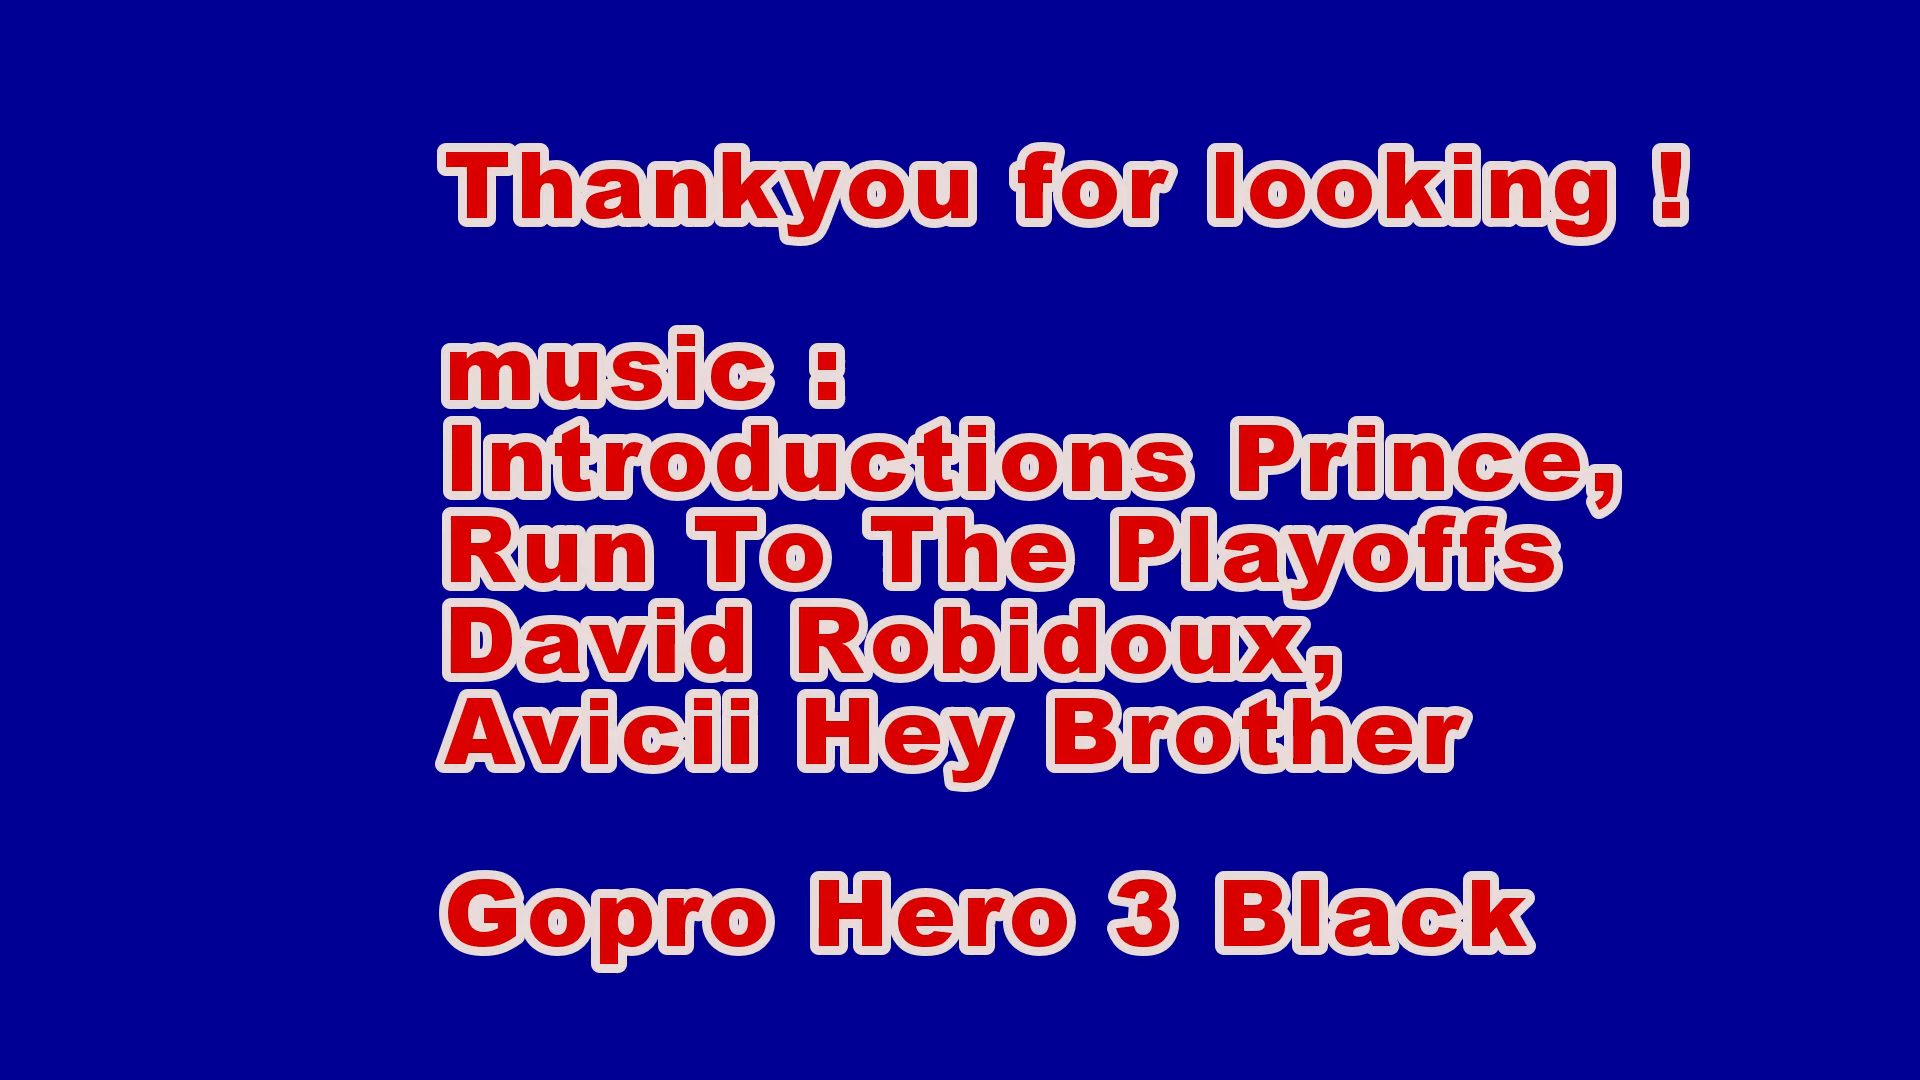 Thankyou for looking !
music :
Introductions Prince,
Run To The Playoffs
David Robidoux,
Avicii Hey Brother
Gopro Hero 3 Black